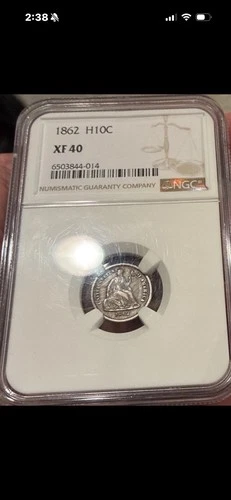 2:38
1862 H10C
XF 40
6503844-014
NUMISMATIC GUARANTY COMPANY
NGC